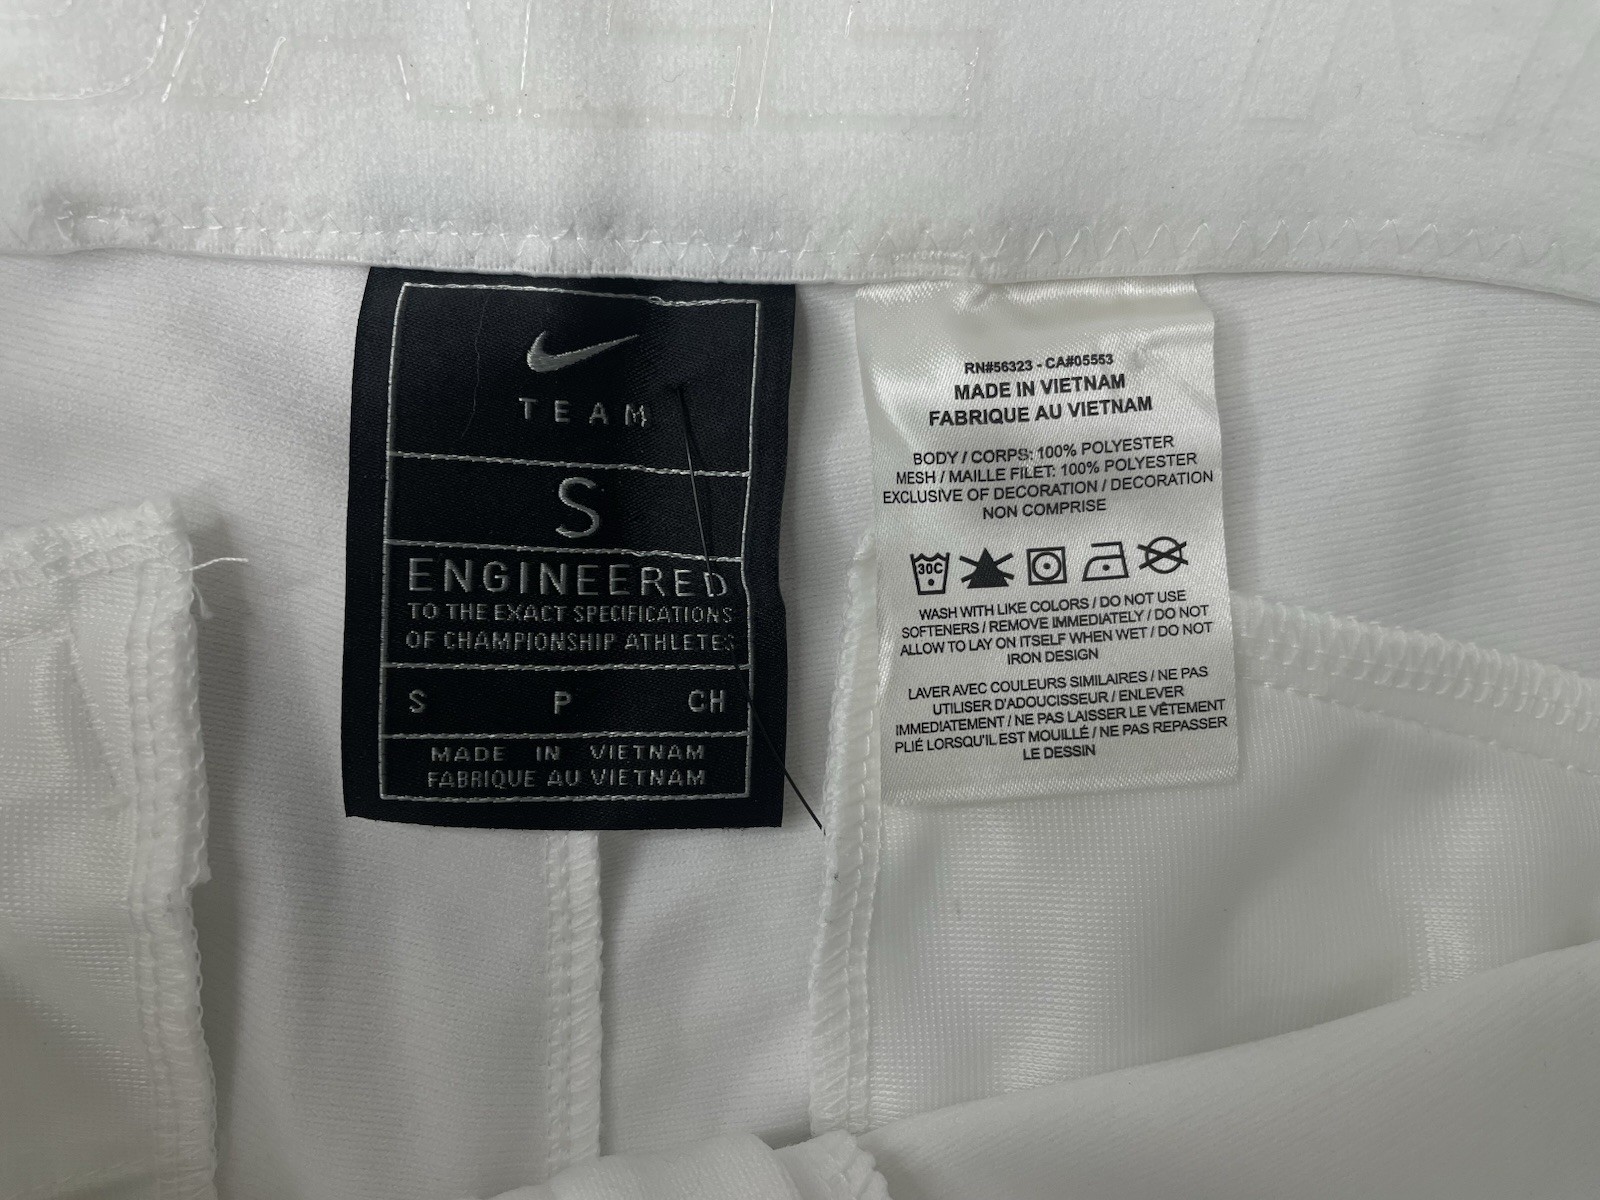 TEAM
S
ENGINEERED
TO THE EXACT SPECIFICATIONS
OF CHAMPIONSHIP ATHLETES
S P CH
MADE IN VIETNAM
FABRIQUE AU VIETNAM
RN#56323 - CA#05553
MADE IN VIETNAM
FABRIQUE AU VIETNAM
BODY / CORPS: 100% POLYESTER
MESH / MAILLE FILET: 100% POLYESTER
EXCLUSIVE OF DECORATION / DECORATION
NON COMPRISE
30C
WASH WITH LIKE COLORS / DO NOT USE
SOFTENERS / REMOVE IMMEDIATELY / DO NOT
ALLOW TO LAY ON ITSELF WHEN WET / DO NOT
IRON DESIGN
LAVER AVEC COULEURS SIMILAIRES / NE PAS
UTILISER D'ADOUCISSEUR / ENLEVER
IMMEDIATEMENT / NE PAS LAISSER LE VÊTEMENT
PLIÉ LORSQU'IL EST MOUILLÉ / NE PAS REPASSER
LE DESSIN